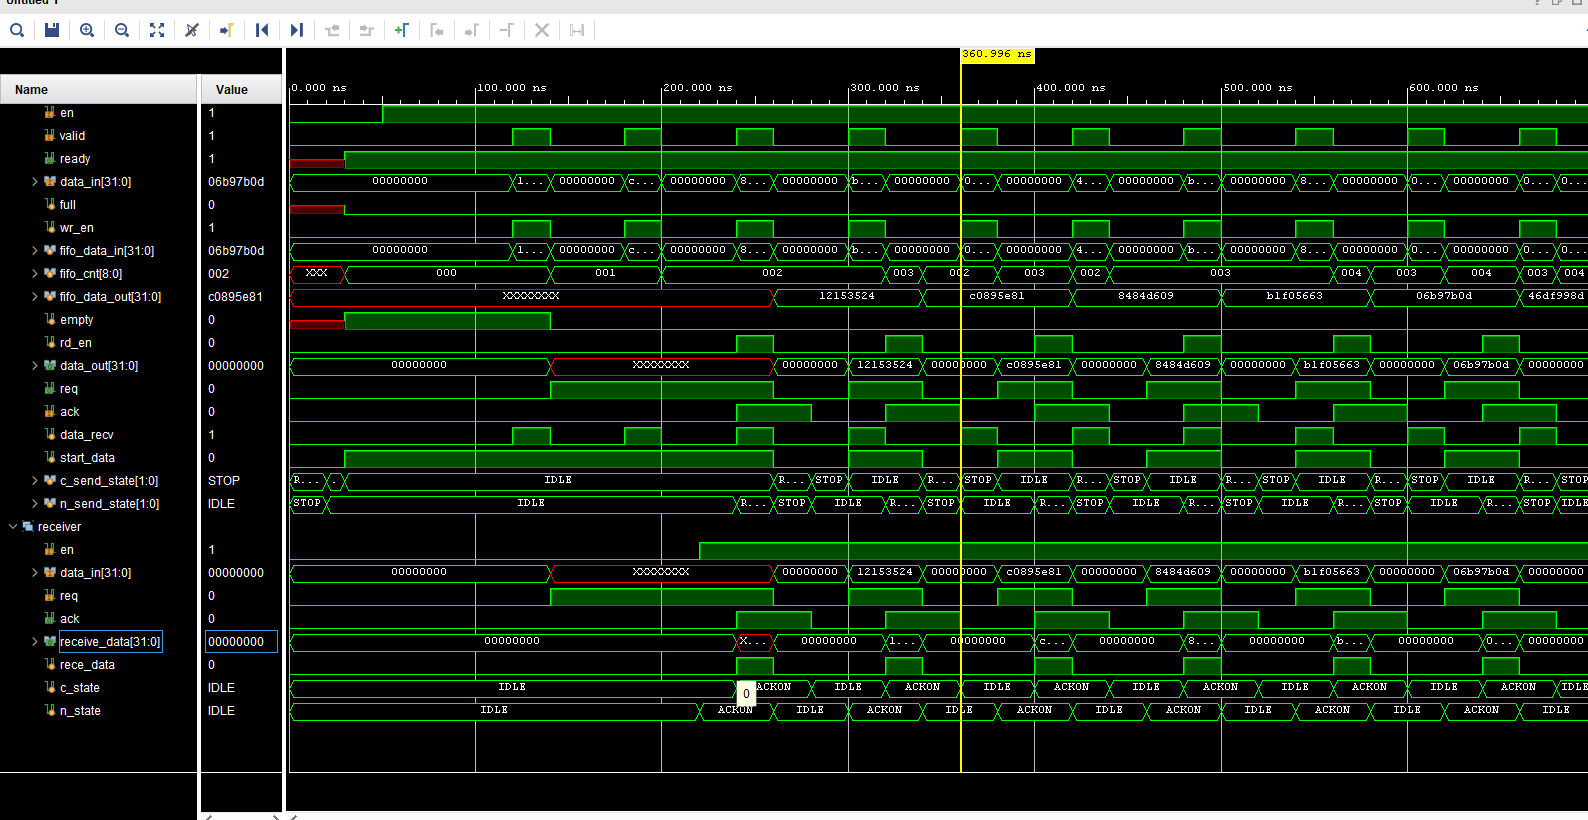 Untitled 1
360.996 ns
Name Value
0.000 ns 100.000 ns 200.000 ns 300.000 ns 400.000 ns 500.000 ns 600.000 ns
en 1
valid 1
ready 1
data_in[31:0] 06b97b0d 00000000 1... 00000000 c... 00000000 8... 00000000 b... 00000000 0... 00000000 4... 00000000 b... 00000000 8... 00000000 0... 00000000 0... 0...
full 0
wr_en 1
fifo_data_in[31:0] 06b97b0d 00000000 1... 00000000 c... 00000000 8... 00000000 b... 00000000 0... 00000000 4... 00000000 b... 00000000 8... 00000000 0... 00000000 0... 0...
fifo_cnt[8:0] 002 XXX 000 001 002 003 002 003 002 003 004 003 004 003 004
fifo_data_out[31:0] c0895e81 XXXXXXXX 12153524 c0895e81 8484d609 b1f05663 06b97b0d 46df998d
empty 0
rd_en 0
data_out[31:0] 00000000 00000000 XXXXXXXX 00000000 12153524 00000000 c0895e81 00000000 8484d609 00000000 b1f05663 00000000 06b97b0d 00000000
req 0
ack 0
data_recv 1
start_data 0
c_send_state[1:0] STOP R... . IDLE R... STOP IDLE R... STOP IDLE R... STOP IDLE R... STOP IDLE R... STOP IDLE R... STOP
n_send_state[1:0] IDLE STOP IDLE R... STOP IDLE R... STOP IDLE R... STOP IDLE R... STOP IDLE R... STOP IDLE R... STOP IDLE
receiver
en 1
data_in[31:0] 00000000 00000000 XXXXXXXX 00000000 12153524 00000000 c0895e81 00000000 8484d609 00000000 b1f05663 00000000 06b97b0d 00000000
req 0
ack 0
receive_data[31:0] 00000000 00000000 X... 00000000 1... 00000000 c... 00000000 8... 00000000 b... 00000000 0... 00000000
rece_data 0
c_state IDLE IDLE 0 ACKON IDLE ACKON IDLE ACKON IDLE ACKON IDLE ACKON IDLE ACKON IDLE
n_state IDLE IDLE ACKON IDLE ACKON IDLE ACKON IDLE ACKON IDLE ACKON IDLE ACKON IDLE